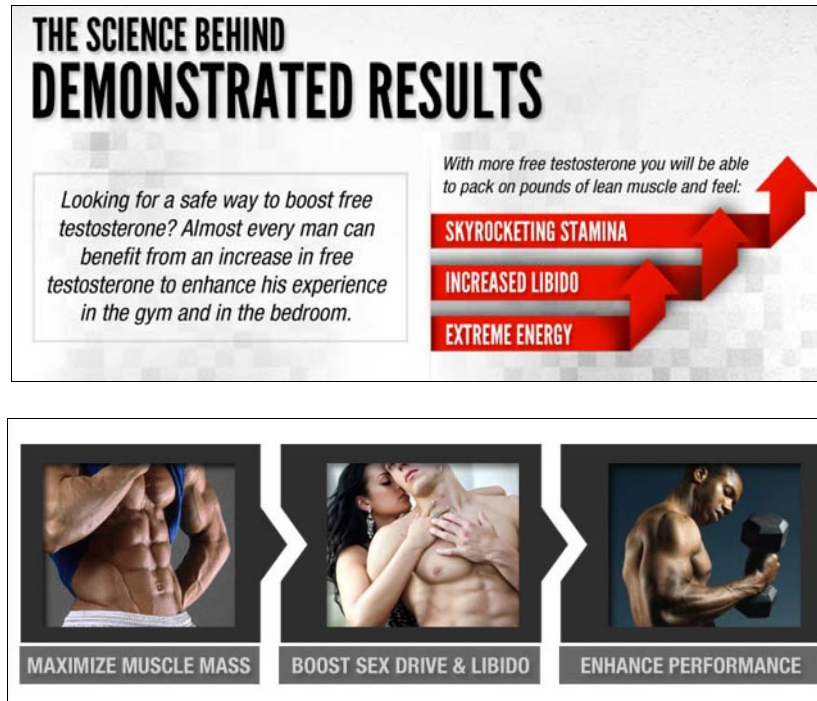 THE SCIENCE BEHIND
DEMONSTRATED RESULTS
Looking for a safe way to boost free
testosterone? Almost every man can
benefit from an increase in free
testosterone to enhance his experience
in the gym and in the bedroom.
With more free testosterone you will be able
to pack on pounds of lean muscle and feel:
SKYROCKETING STAMINA
INCREASED LIBIDO
EXTREME ENERGY
MAXIMIZE MUSCLE MASS
BOOST SEX DRIVE & LIBIDO
ENHANCE PERFORMANCE